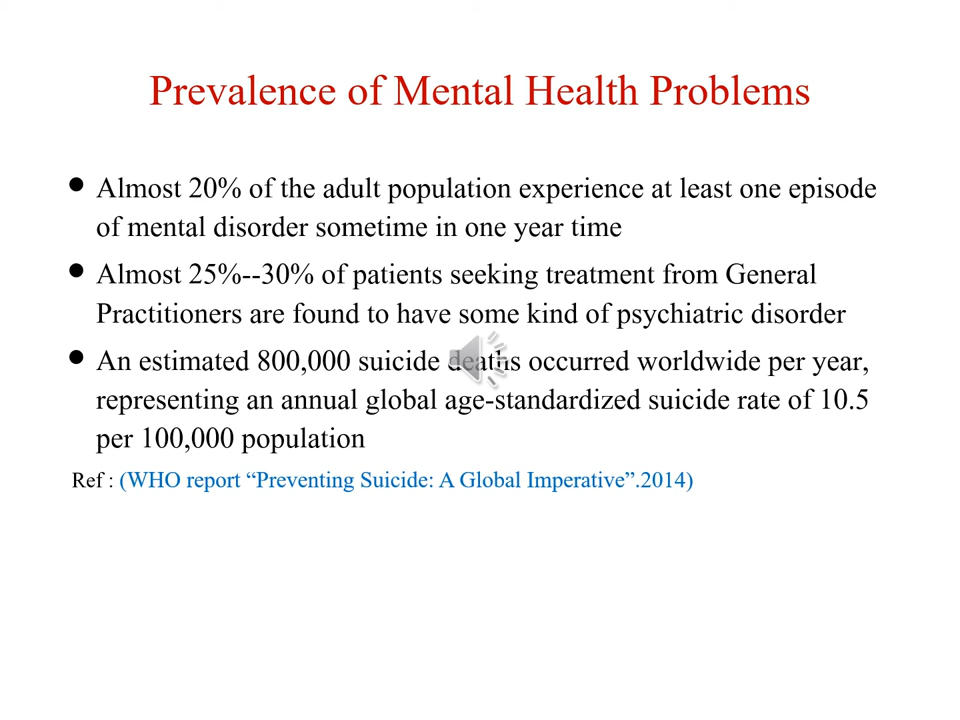 Prevalence of Mental Health Problems
● Almost 20% of the adult population experience at least one episode
of mental disorder sometime in one year time
● Almost 25%--30% of patients seeking treatment from General
Practitioners are found to have some kind of psychiatric disorder
● An estimated 800,000 suicide deaths occurred worldwide per year,
representing an annual global age-standardized suicide rate of 10.5
per 100,000 population
Ref : (WHO report “Preventing Suicide: A Global Imperative”.2014)